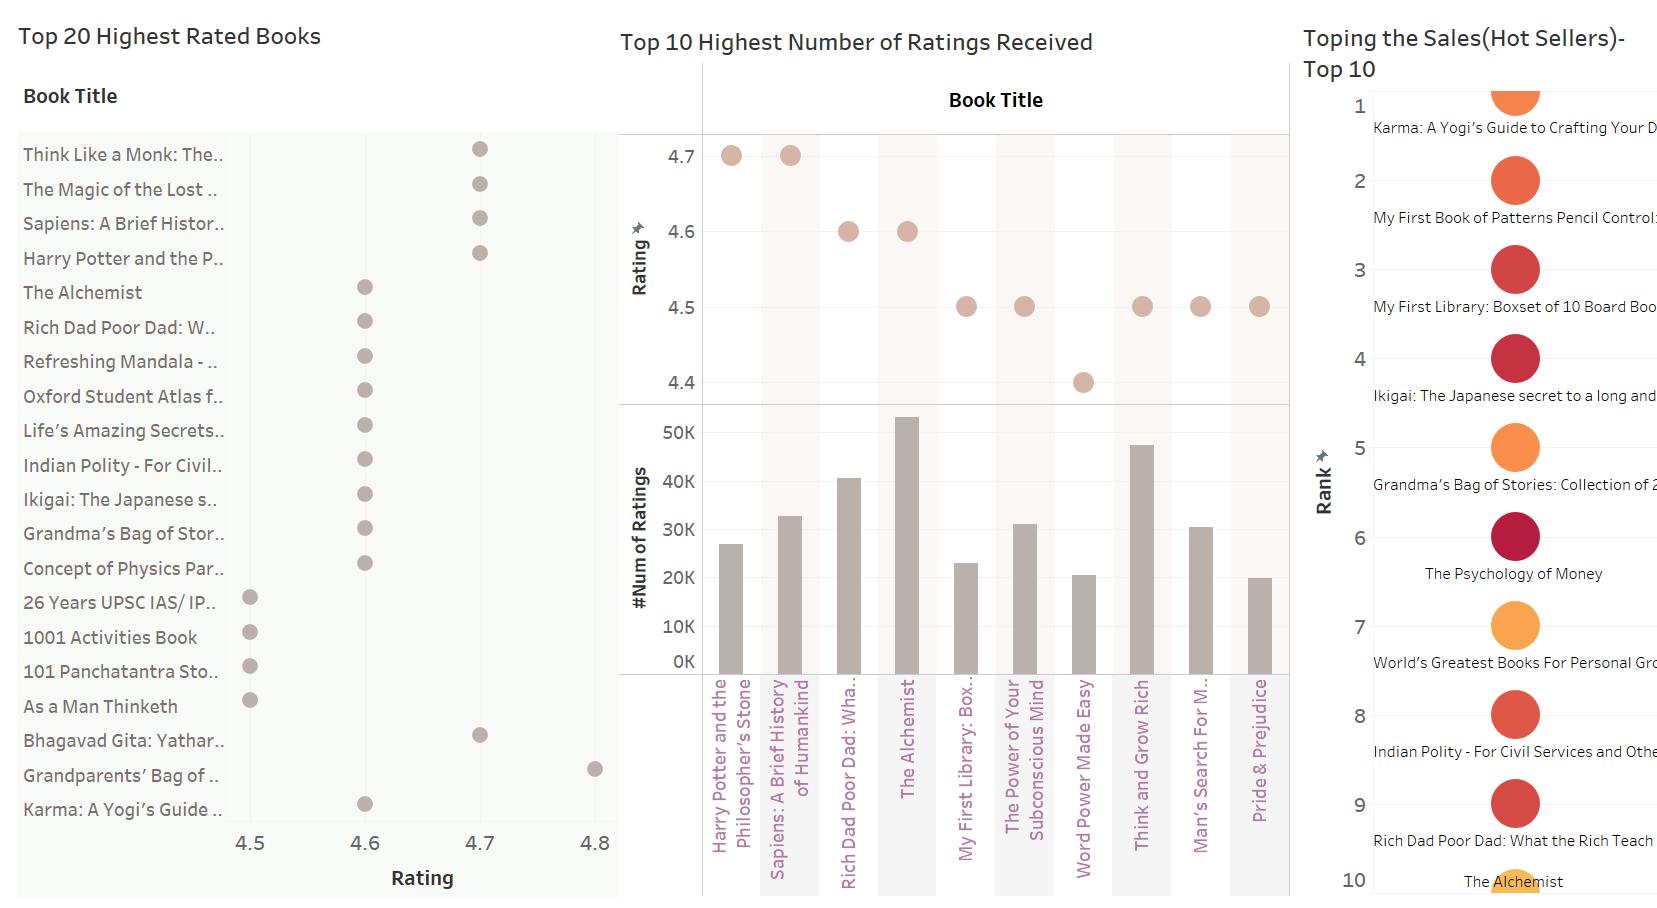 Top 20 Highest Rated Books
Book Title
Think Like a Monk: The..
The Magic of the Lost ..
Sapiens: A Brief Histor..
Harry Potter and the P..
The Alchemist
Rich Dad Poor Dad: W..
Refreshing Mandala - ..
Oxford Student Atlas f..
Life's Amazing Secrets..
Indian Polity - For Civil..
Ikigai: The Japanese s..
Grandma's Bag of Stor..
Concept of Physics Par..
26 Years UPSC IAS/ IP..
1001 Activities Book
101 Panchatantra Sto..
As a Man Thinketh
Bhagavad Gita: Yathar..
Grandparents' Bag of ..
Karma: A Yogi's Guide ..
4.5 4.6 4.7 4.8
Rating
Top 10 Highest Number of Ratings Received
Book Title
Rating
4.7
4.6
4.5
4.4
#Num of Ratings
50K
40K
30K
20K
10K
0K
Harry Potter and the
Philosopher's Stone
Sapiens: A Brief History
of Humankind
Rich Dad Poor Dad: Wha..
The Alchemist
My First Library: Box..
The Power of Your
Subconscious Mind
Word Power Made Easy
Think and Grow Rich
Man's Search For M..
Pride & Prejudice
Toping the Sales(Hot Sellers)-
Top 10
Rank
1
Karma: A Yogi's Guide to Crafting Your D
2
My First Book of Patterns Pencil Control:
3
My First Library: Boxset of 10 Board Boo
4
Ikigai: The Japanese secret to a long and
5
Grandma's Bag of Stories: Collection of 2
6
The Psychology of Money
7
World's Greatest Books For Personal Gro
8
Indian Polity - For Civil Services and Othe
9
Rich Dad Poor Dad: What the Rich Teach
10
The Alchemist